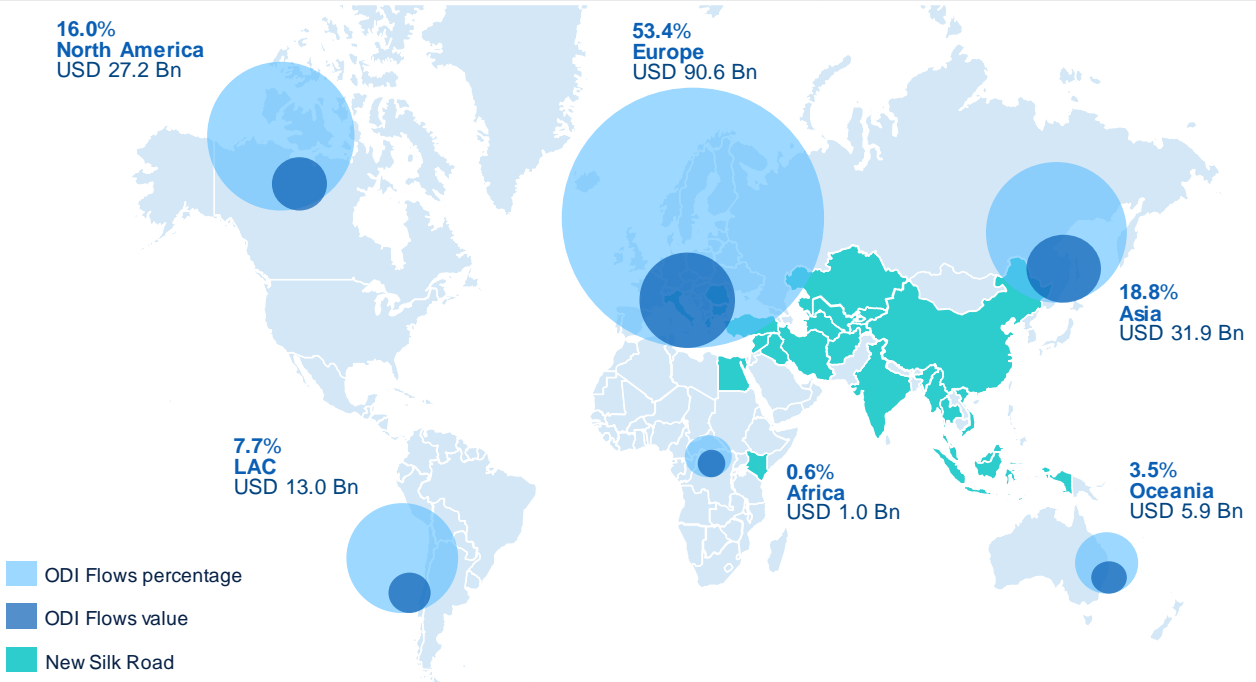 16.0%
North America
USD 27.2 Bn
53.4%
Europe
USD 90.6 Bn
18.8%
Asia
USD 31.9 Bn
7.7%
LAC
USD 13.0 Bn
0.6%
Africa
USD 1.0 Bn
3.5%
Oceania
USD 5.9 Bn
ODI Flows percentage
ODI Flows value
New Silk Road